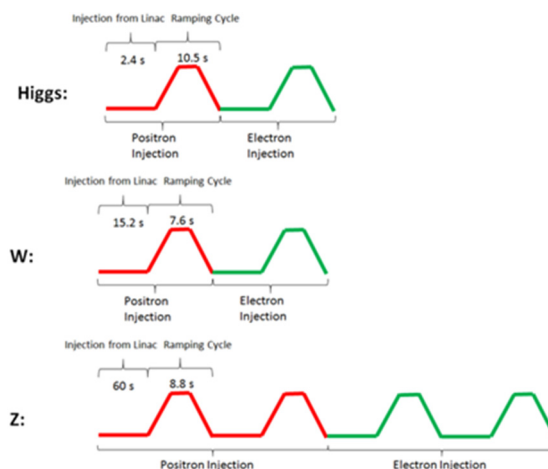 Injection from Linac Ramping Cycle
2.4 s 10.5 s
Higgs:
Positron Injection
Electron Injection
Injection from Linac Ramping Cycle
15.2 s 7.6 s
W:
Positron Injection
Electron Injection
Injection from Linac Ramping Cycle
60 s 8.8 s
Z:
Positron Injection Electron Injection